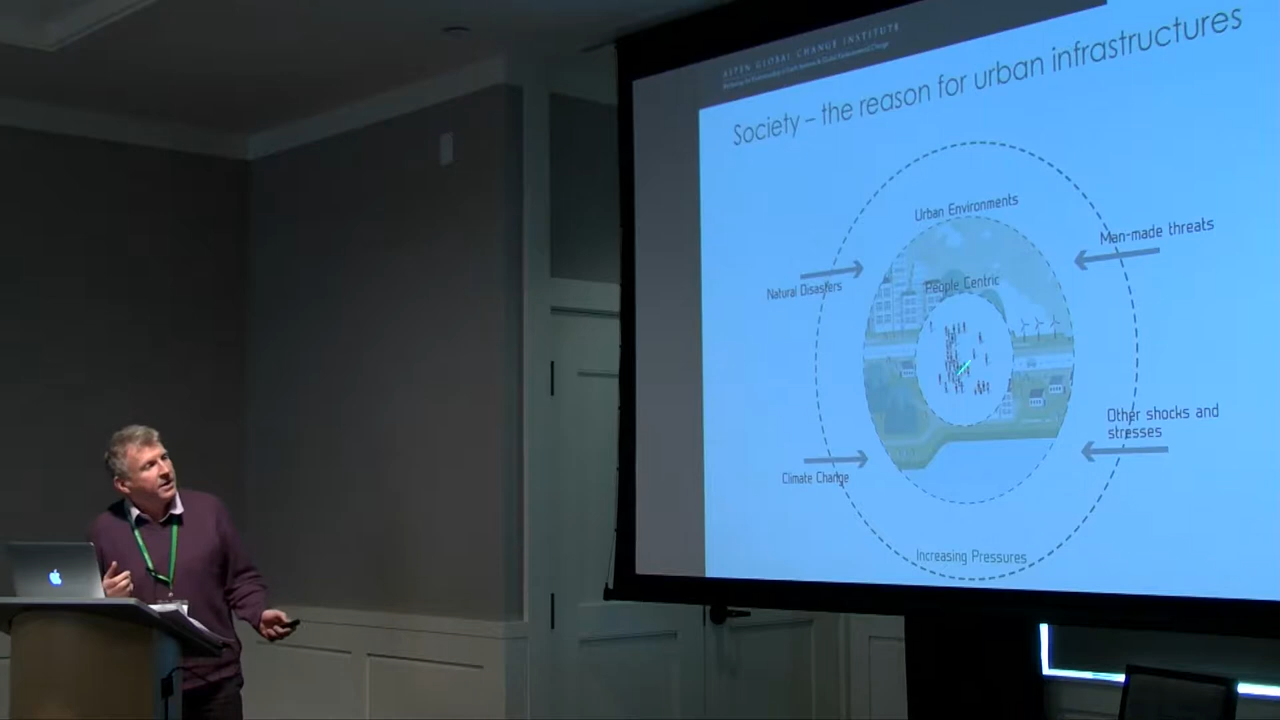 ASPEN GLOBAL CHANGE INSTITUTE
Society – the reason for urban infrastructures
Urban Environments
Man-made threats
People Centric
Natural Disasters
Other shocks and
stresses
Climate Change
Increasing Pressures